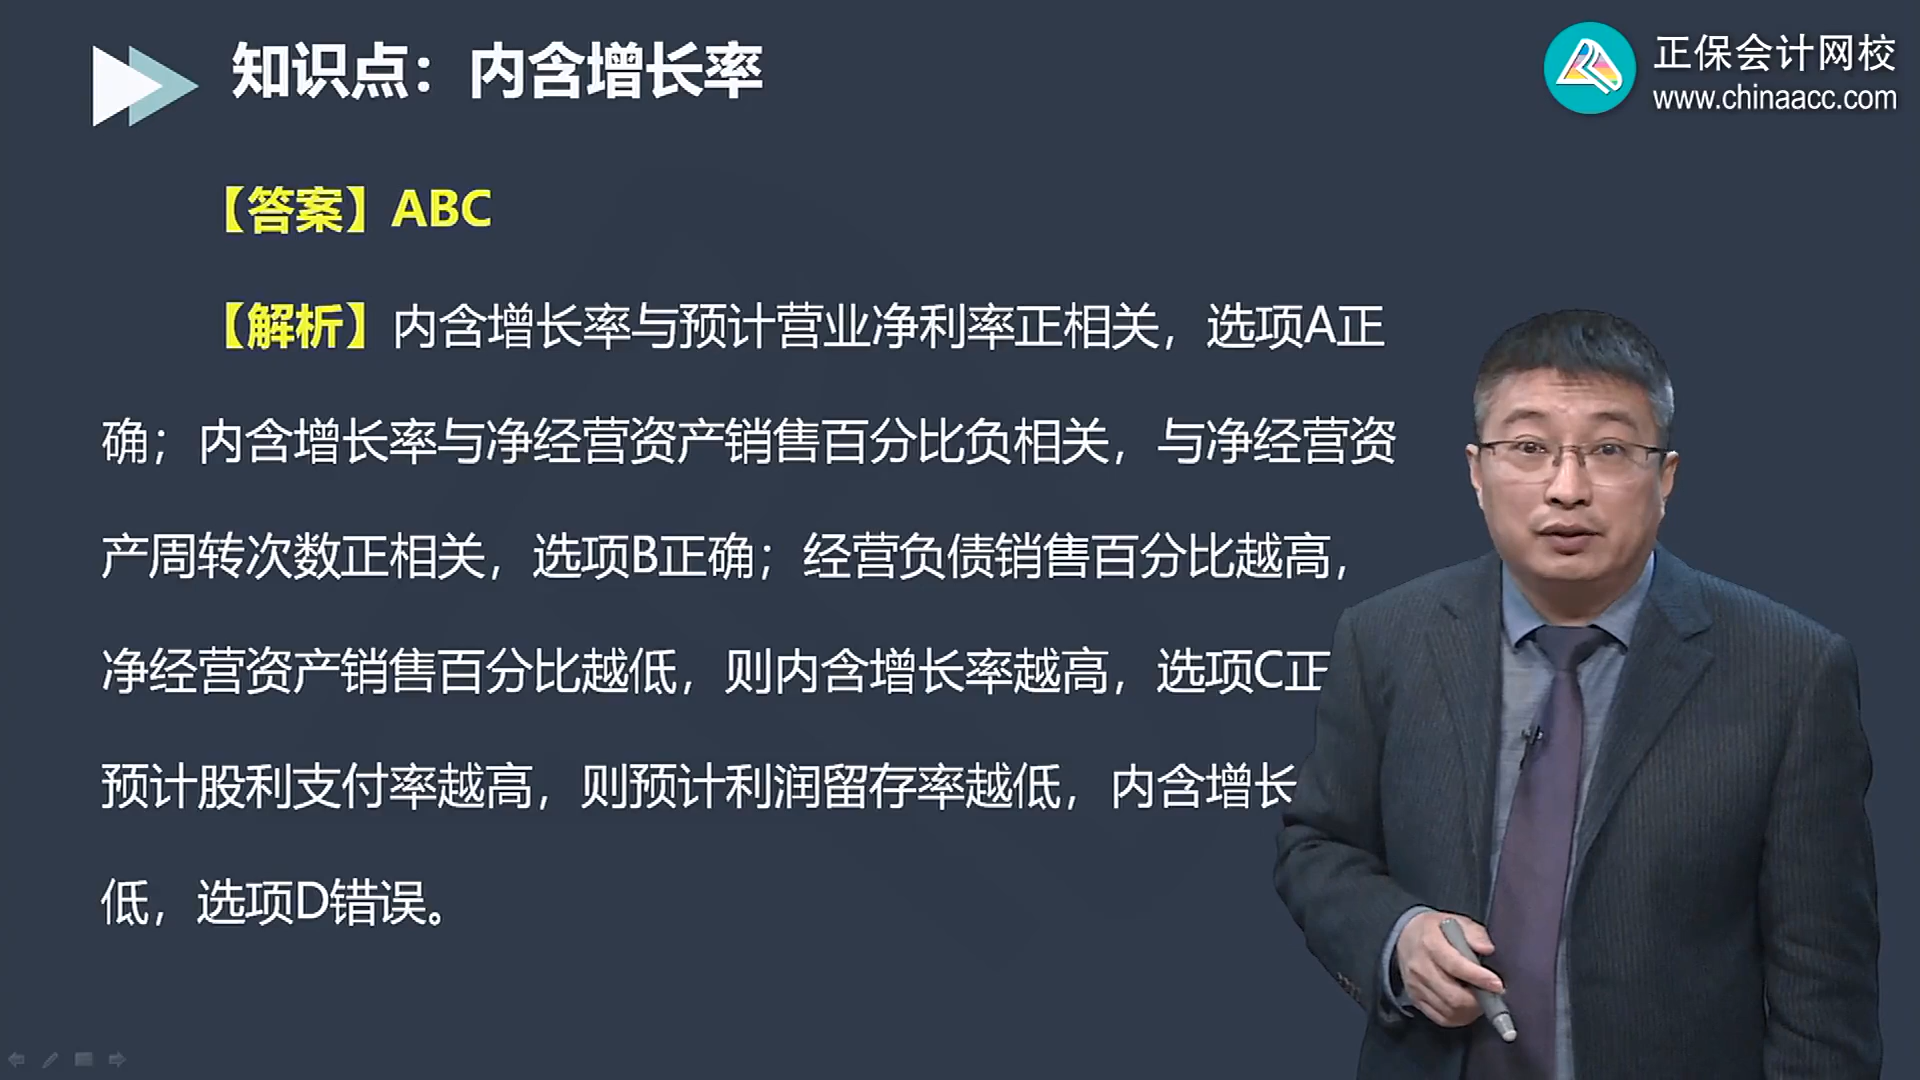 知识点：内含增长率
正保会计网校
www.chinaacc.com
【答案】ABC
【解析】内含增长率与预计营业净利率正相关，选项A正
确；内含增长率与净经营资产销售百分比负相关，与净经营资
产周转次数正相关，选项B正确；经营负债销售百分比越高，
净经营资产销售百分比越低，则内含增长率越高，选项C正
预计股利支付率越高，则预计利润留存率越低，内含增长
低，选项D错误。